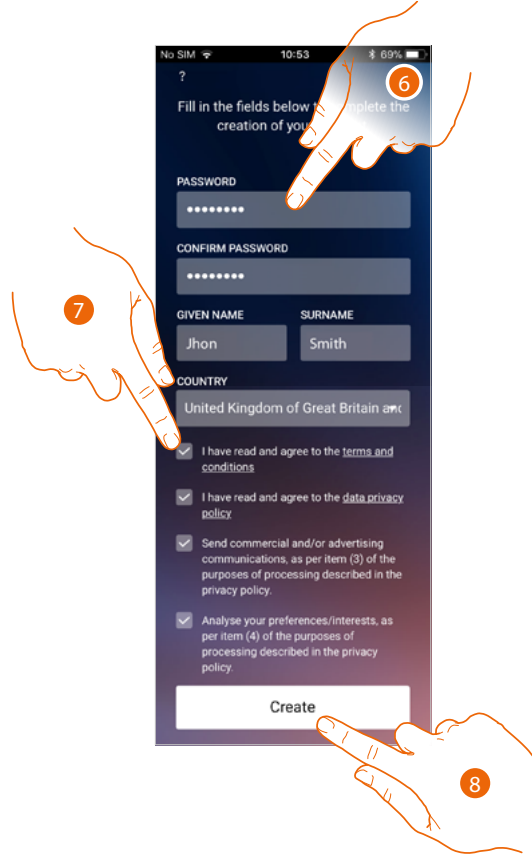 No SIM 10:53 69%
6
?
Fill in the fields below t plete the
creation of you
PASSWORD
••••••••
CONFIRM PASSWORD
••••••••
7
GIVEN NAME SURNAME
Jhon Smith
COUNTRY
United Kingdom of Great Britain and
I have read and agree to the terms and
conditions
I have read and agree to the data privacy
policy
Send commercial and/or advertising
communications, as per item (3) of the
purposes of processing described in the
privacy policy.
Analyse your preferences/interests, as
per item (4) of the purposes of
processing described in the privacy
policy.
Create
8